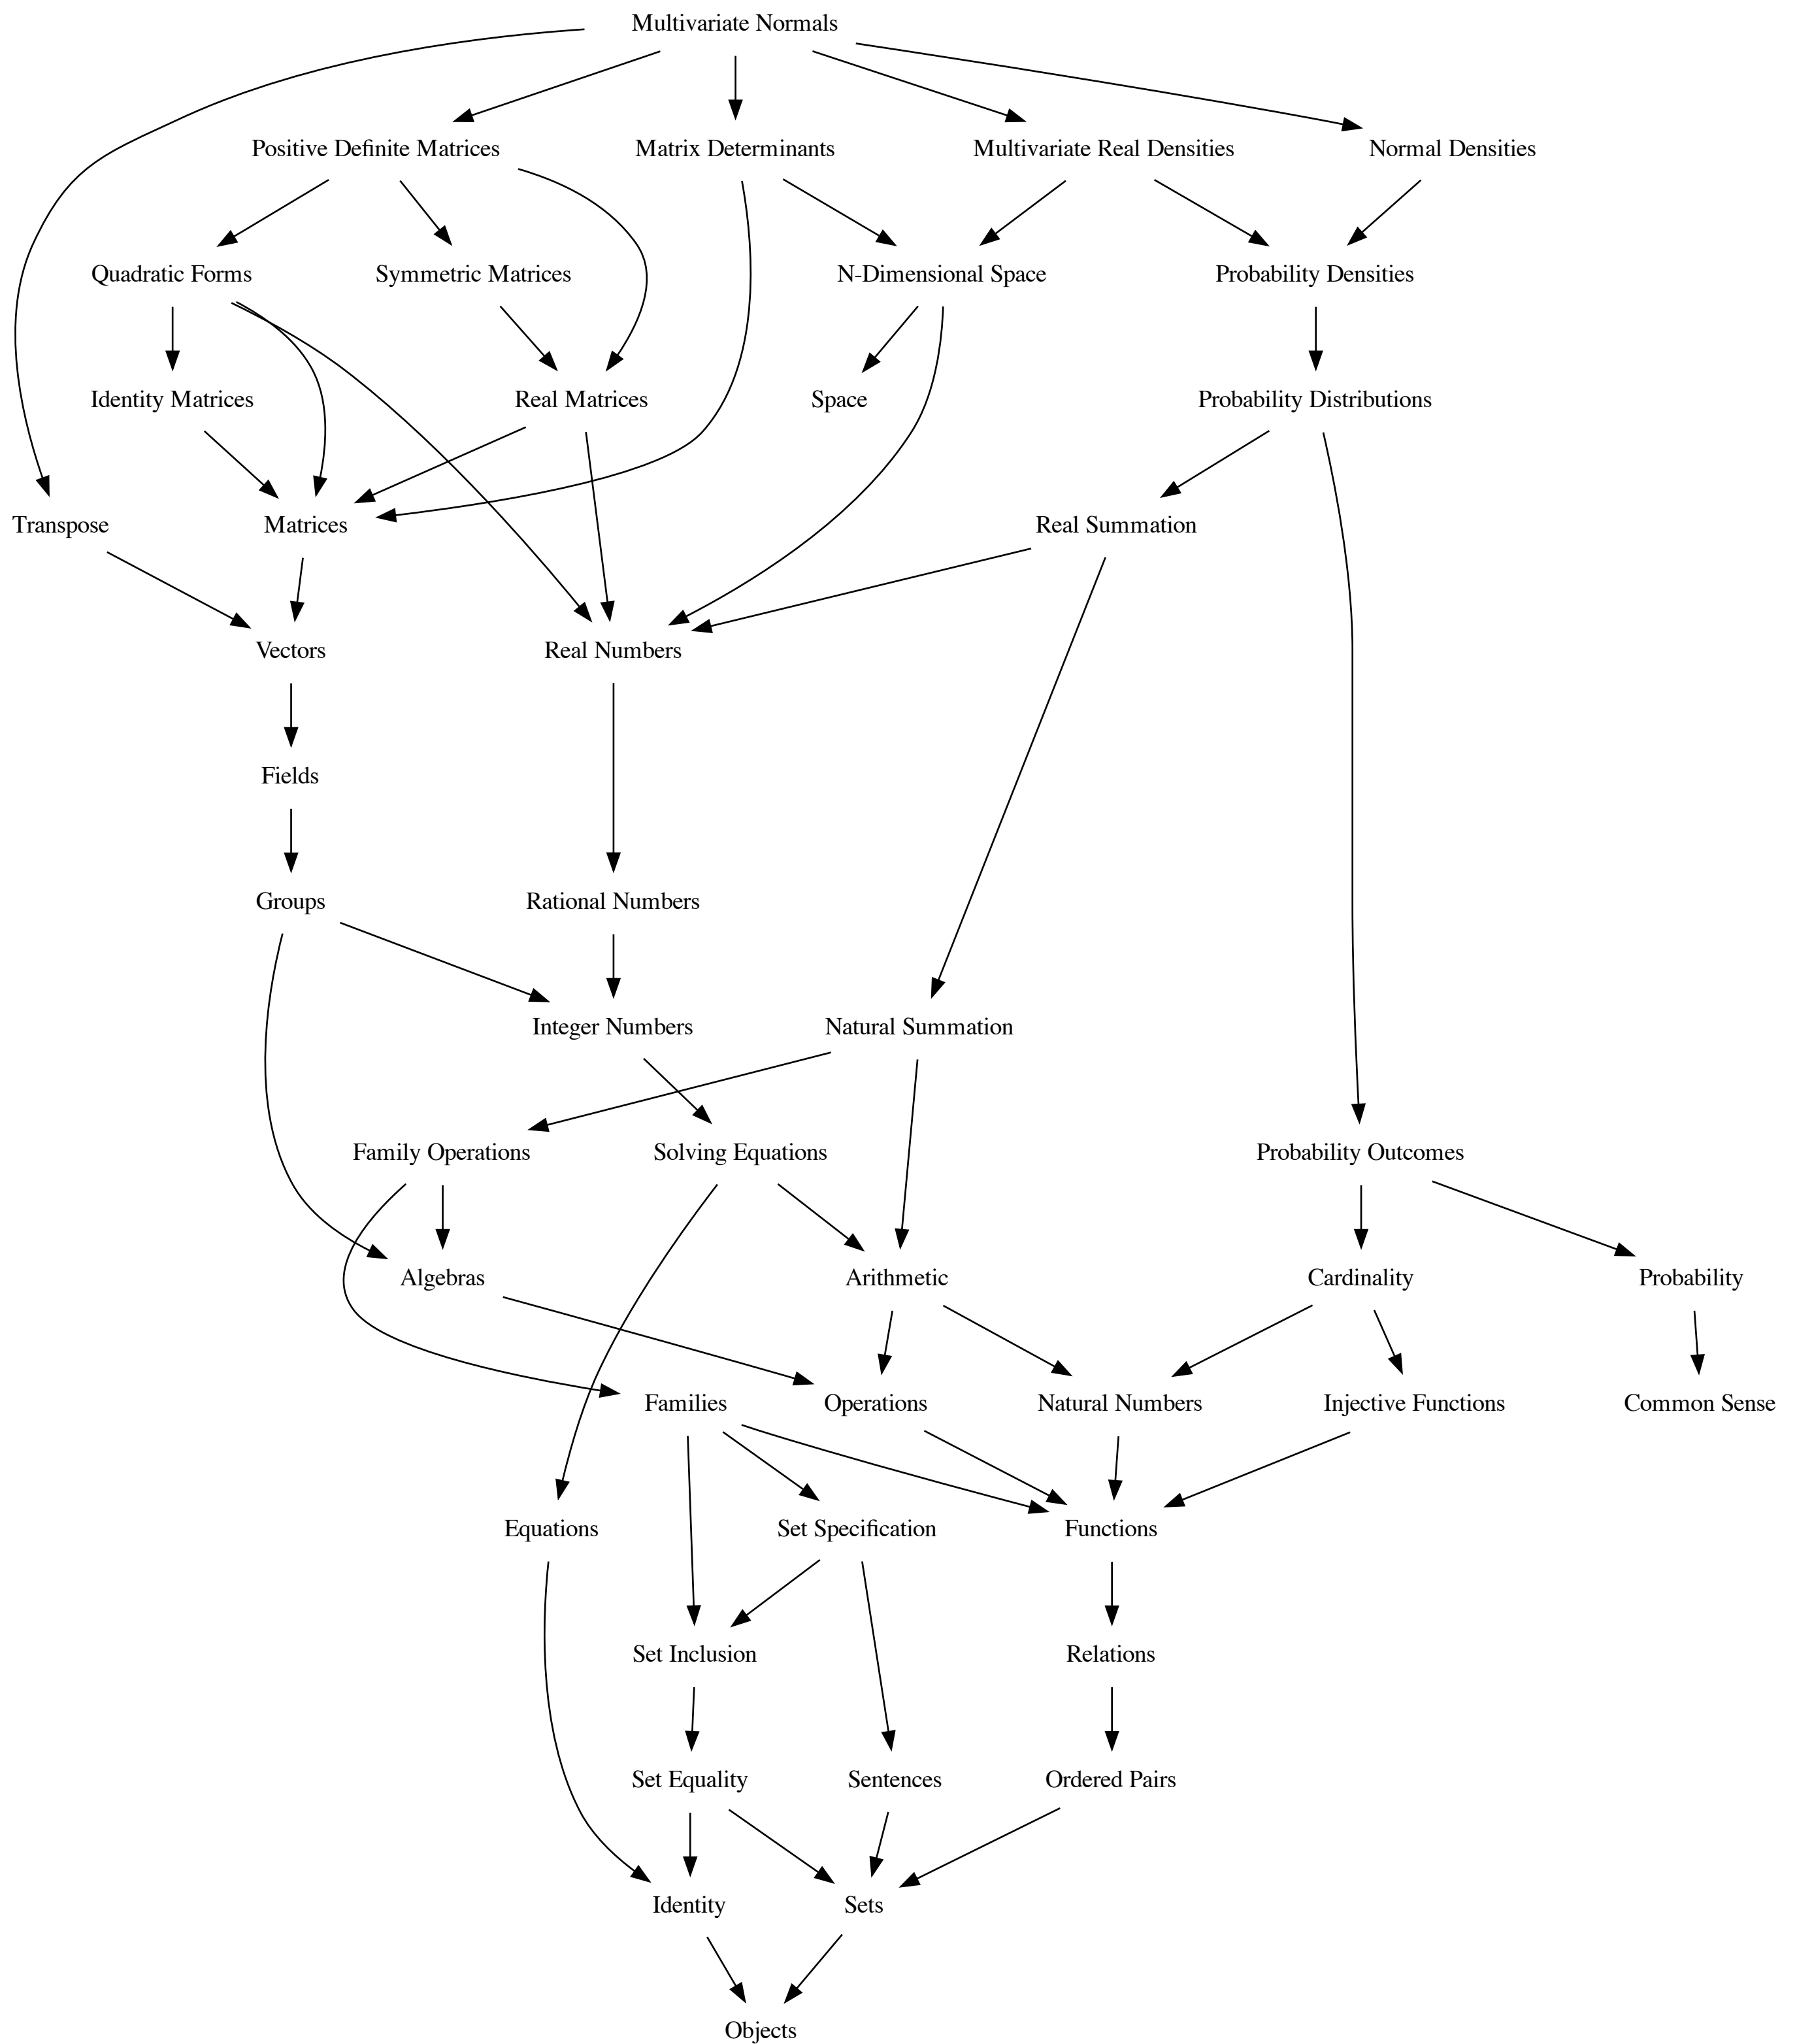 Multivariate Normals
Positive Definite Matrices
Matrix Determinants
Multivariate Real Densities
Normal Densities
Quadratic Forms
Symmetric Matrices
N-Dimensional Space
Probability Densities
Identity Matrices
Real Matrices
Space
Probability Distributions
Transpose
Matrices
Real Summation
Vectors
Real Numbers
Fields
Groups
Rational Numbers
Integer Numbers
Natural Summation
Family Operations
Solving Equations
Probability Outcomes
Algebras
Arithmetic
Cardinality
Probability
Families
Operations
Natural Numbers
Injective Functions
Common Sense
Equations
Set Specification
Functions
Set Inclusion
Relations
Set Equality
Sentences
Ordered Pairs
Identity
Sets
Objects